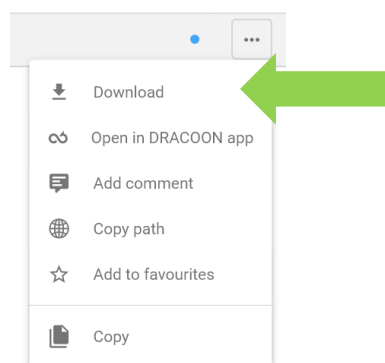 Download
Open in DRACOON app
Add comment
Copy path
Add to favourites
Copy